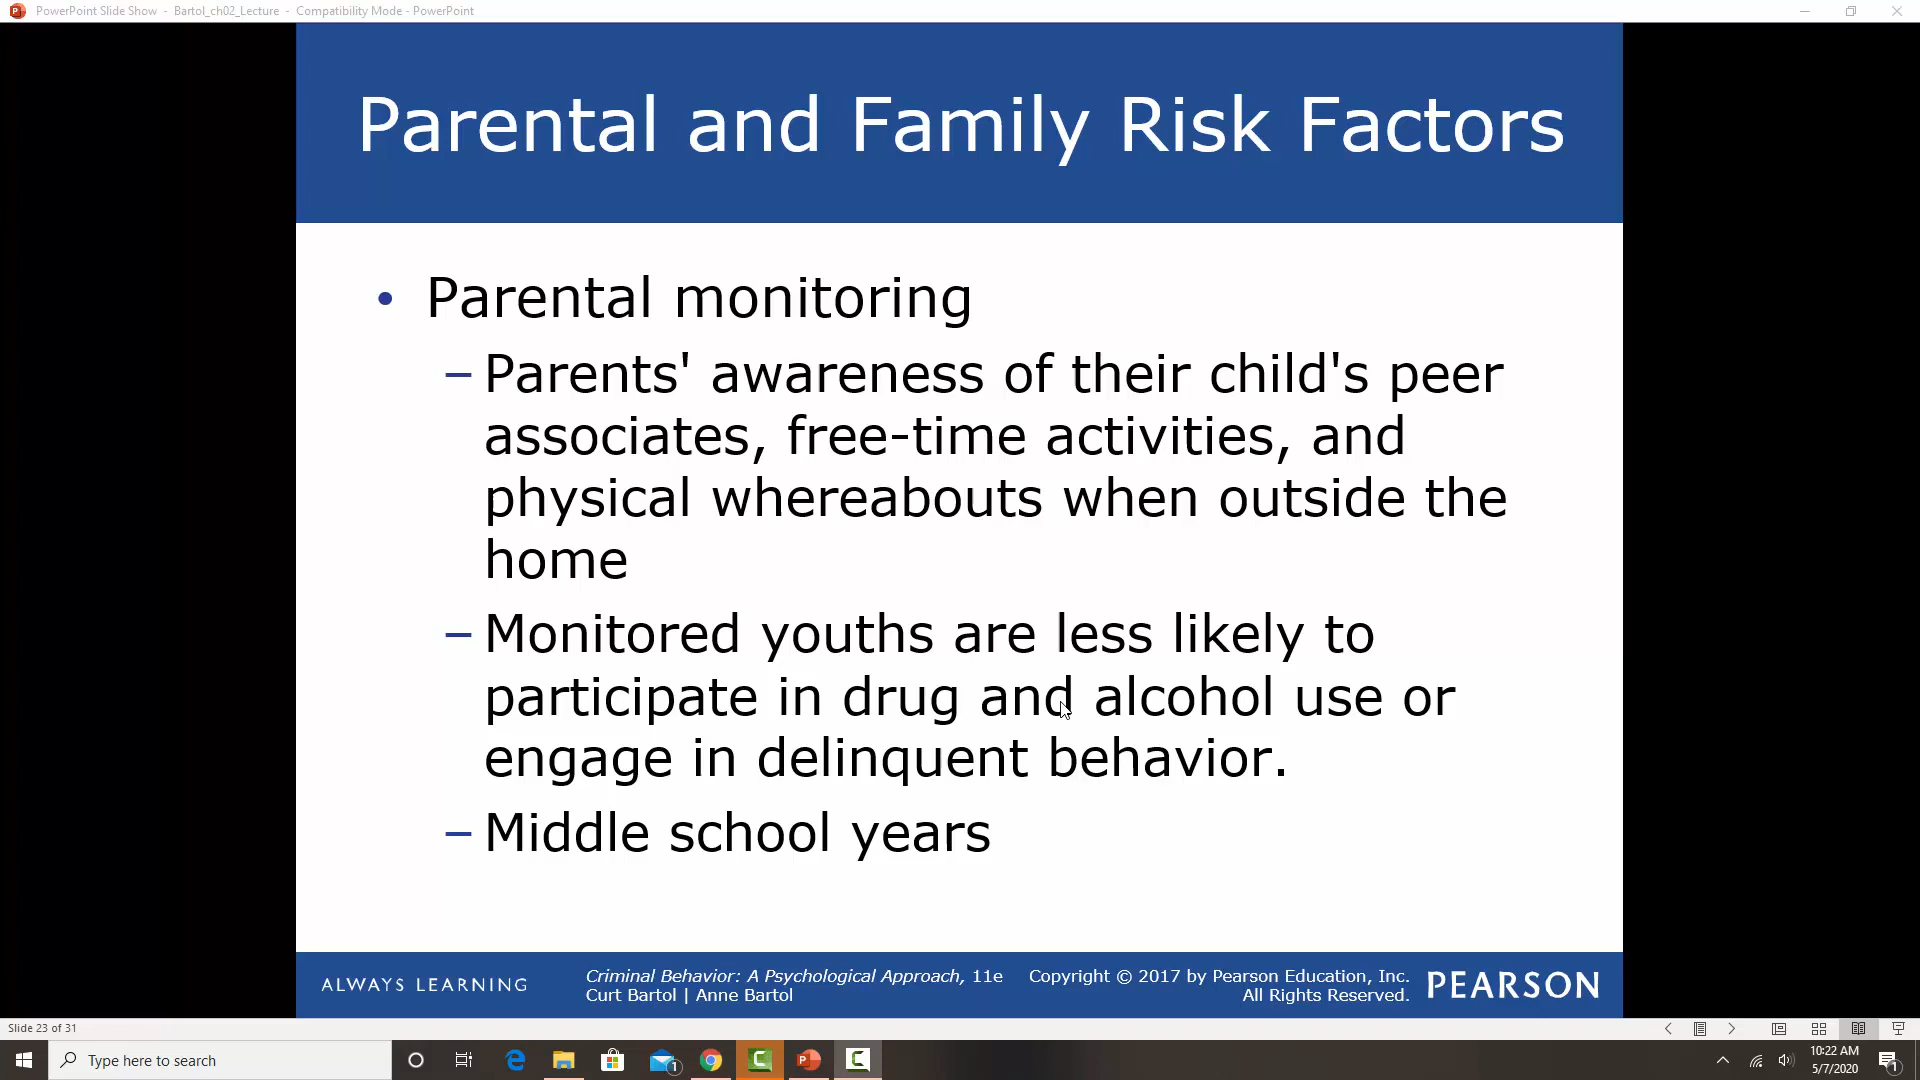 PowerPoint Slide Show - Bartol_ch02_Lecture - Compatibility Mode - PowerPoint
Parental and Family Risk Factors
• Parental monitoring
– Parents' awareness of their child's peer
associates, free-time activities, and
physical whereabouts when outside the
home
– Monitored youths are less likely to
participate in drug and alcohol use or
engage in delinquent behavior.
– Middle school years
ALWAYS LEARNING
Criminal Behavior: A Psychological Approach, 11e
Curt Bartol | Anne Bartol
Copyright © 2017 by Pearson Education, Inc.
All Rights Reserved.
PEARSON
Slide 23 of 31
Type here to search
1
10:22 AM
5/7/2020
1